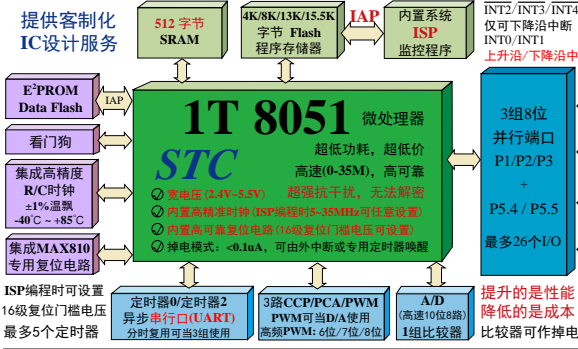 提供客制化
IC设计服务
512 字节
SRAM
4K/8K/13K/15.5K
字节 Flash
程序存储器
IAP
内置系统
ISP
监控程序
INT2/INT3/INT4
仅可下降沿中断
INT0/INT1
上升沿/下降沿中
E²PROM
Data Flash
IAP
看门狗
集成高精度
R/C时钟
±1%温飘
-40℃ ~ +85℃
集成MAX810
专用复位电路
1T 8051 微处理器
STC
超低功耗，超低价
高速(0-35M)，高可靠
宽电压(2.4V~5.5V)
超强抗干扰，无法解密
内置高精准时钟(ISP编程时5~35MHz可任意设置)
内置高可靠复位电路(16级复位门槛电压可设置)
掉电模式：<0.1uA，可由外中断或专用定时器唤醒
3组8位
并行端口
P1/P2/P3
+
P5.4 / P5.5
最多26个I/O
ISP编程时可设置
16级复位门槛电压
最多5个定时器
定时器0/定时器2
异步串行口(UART)
分时复用可当3组使用
3路CCP/PCA/PWM
PWM可当D/A使用
高频PWM: 6位/7位/8位
A/D
(高速10位8路)
1组比较器
提升的是性能
降低的是成本
比较器可作掉电